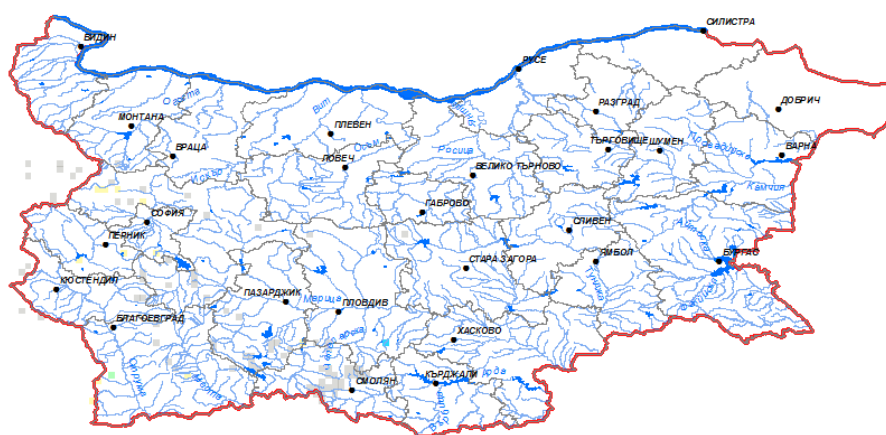 СИЛИСТРА
ВИДИН
РУСЕ
Огоста
Вит
РАЗГРАД
ДОБРИЧ
МОНТАНА
ПЛЕВЕН
ВРАЦА
Осъм
Росица
ТЪРГОВИЩЕ
ШУМЕН
ВАРНА
ЛОВЕЧ
Искър
ВЕЛИКО ТЪРНОВО
Камчия
СОФИЯ
ГАБРОВО
СЛИВЕН
ПЕРНИК
СТАРА ЗАГОРА
ЯМБОЛ
БУРГАС
КЮСТЕНДИЛ
ПАЗАРДЖИК
Марица
ПЛОВДИВ
БЛАГОЕВГРАД
ХАСКОВО
Струма
Места
СМОЛЯН
КЪРДЖАЛИ